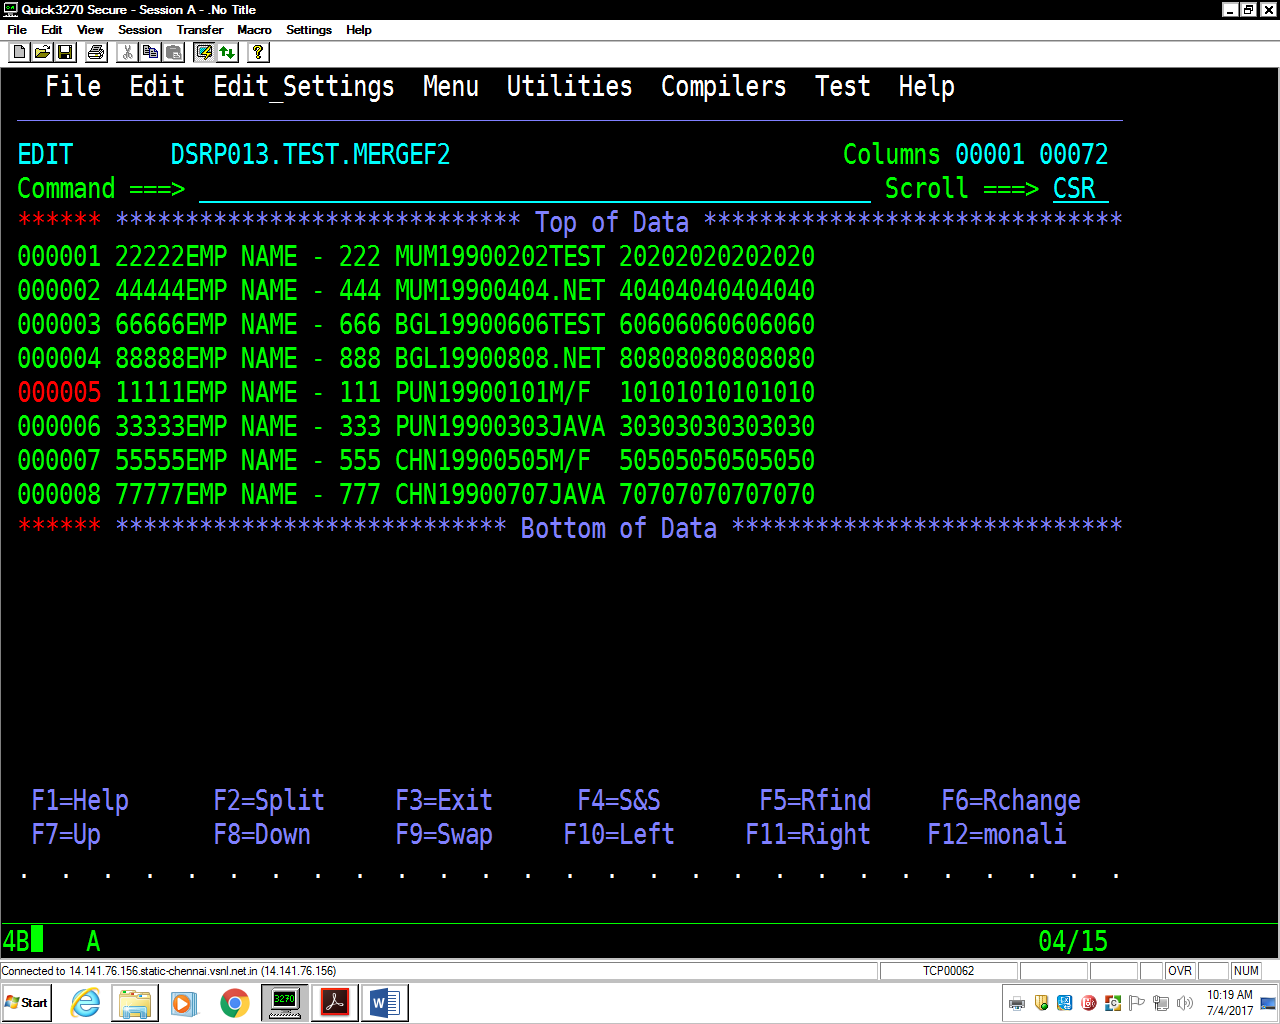 Quick3270 Secure - Session A - .No Title
File Edit View Session Transfer Macro Settings Help
File Edit Edit_Settings Menu Utilities Compilers Test Help
EDIT DSRP013.TEST.MERGEF2 Columns 00001 00072
Command ===> Scroll ===> CSR
****** ***************************** Top of Data ******************************
000001 22222EMP NAME - 222 MUM19900202TEST 20202020202020
000002 44444EMP NAME - 444 MUM19900404.NET 40404040404040
000003 66666EMP NAME - 666 BGL19900606TEST 60606060606060
000004 88888EMP NAME - 888 BGL19900808.NET 80808080808080
000005 11111EMP NAME - 111 PUN19900101M/F 10101010101010
000006 33333EMP NAME - 333 PUN19900303JAVA 30303030303030
000007 55555EMP NAME - 555 CHN19900505M/F 50505050505050
000008 77777EMP NAME - 777 CHN19900707JAVA 70707070707070
****** **************************** Bottom of Data ****************************
F1=Help F2=Split F3=Exit F4=S&S F5=Rfind F6=Rchange
F7=Up F8=Down F9=Swap F10=Left F11=Right F12=monali
. . . . . . . . . . . . . . . . . . . . . . . . . . .
4B A 04/15
Connected to 14.141.76.156.static-chennai.vsnl.net.in (14.141.76.156) TCP00062 OVR NUM
Start 3270 10:19 AM
7/4/2017